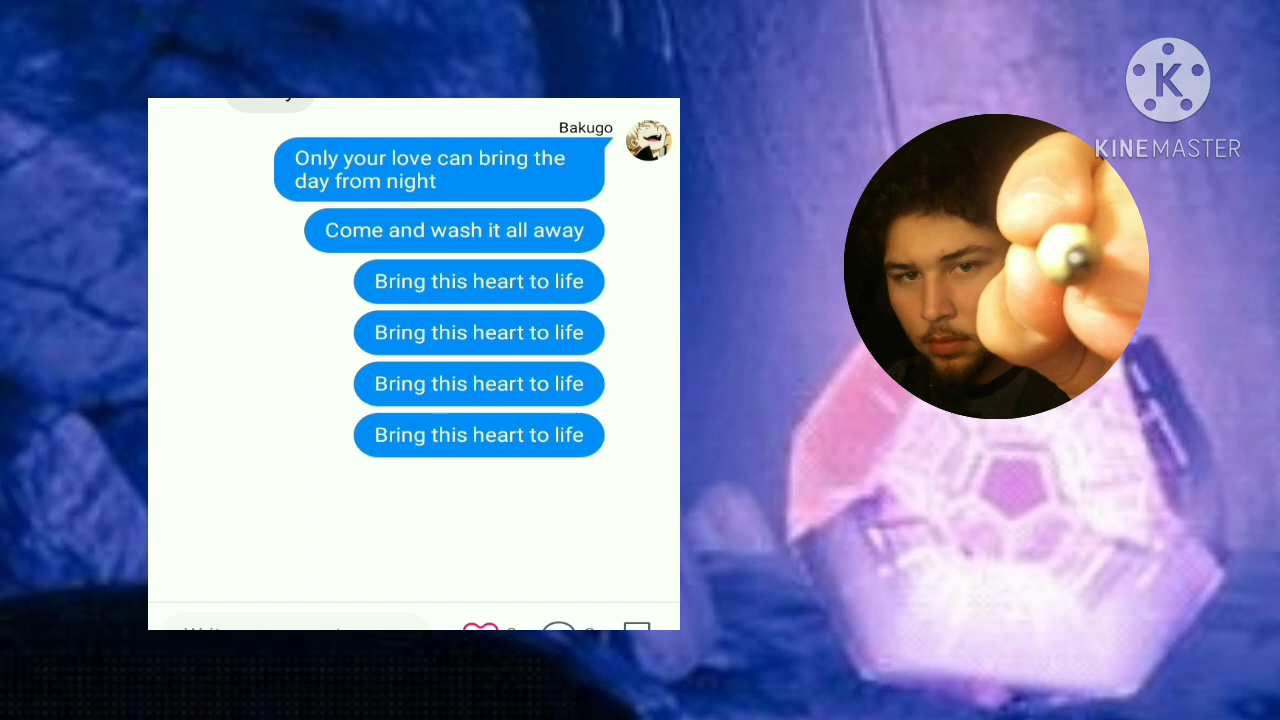 Bakugo
Only your love can bring the
day from night
Come and wash it all away
Bring this heart to life
Bring this heart to life
Bring this heart to life
Bring this heart to life
K
KINEMASTER